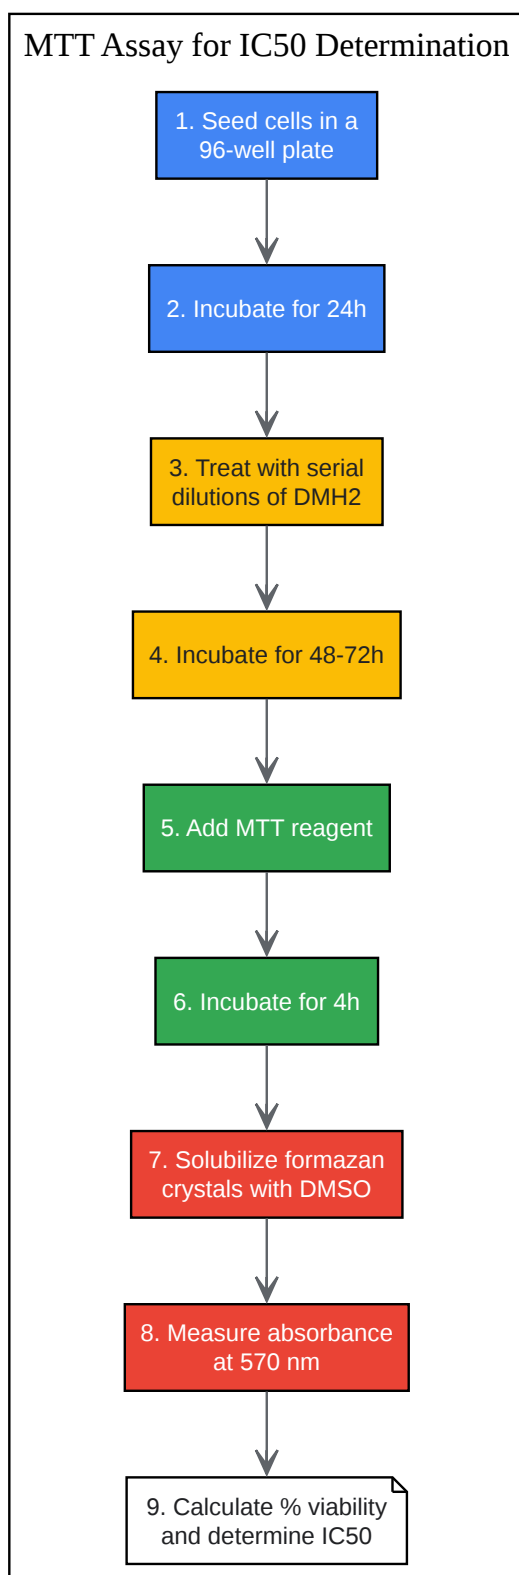 MTT Assay for IC50 Determination
1. Seed cells in a
96-well plate
2. Incubate for 24h
3. Treat with serial
dilutions of DMH2
4. Incubate for 48-72h
5. Add MTT reagent
6. Incubate for 4h
7. Solubilize formazan
crystals with DMSO
8. Measure absorbance
at 570 nm
9. Calculate % viability
and determine IC50